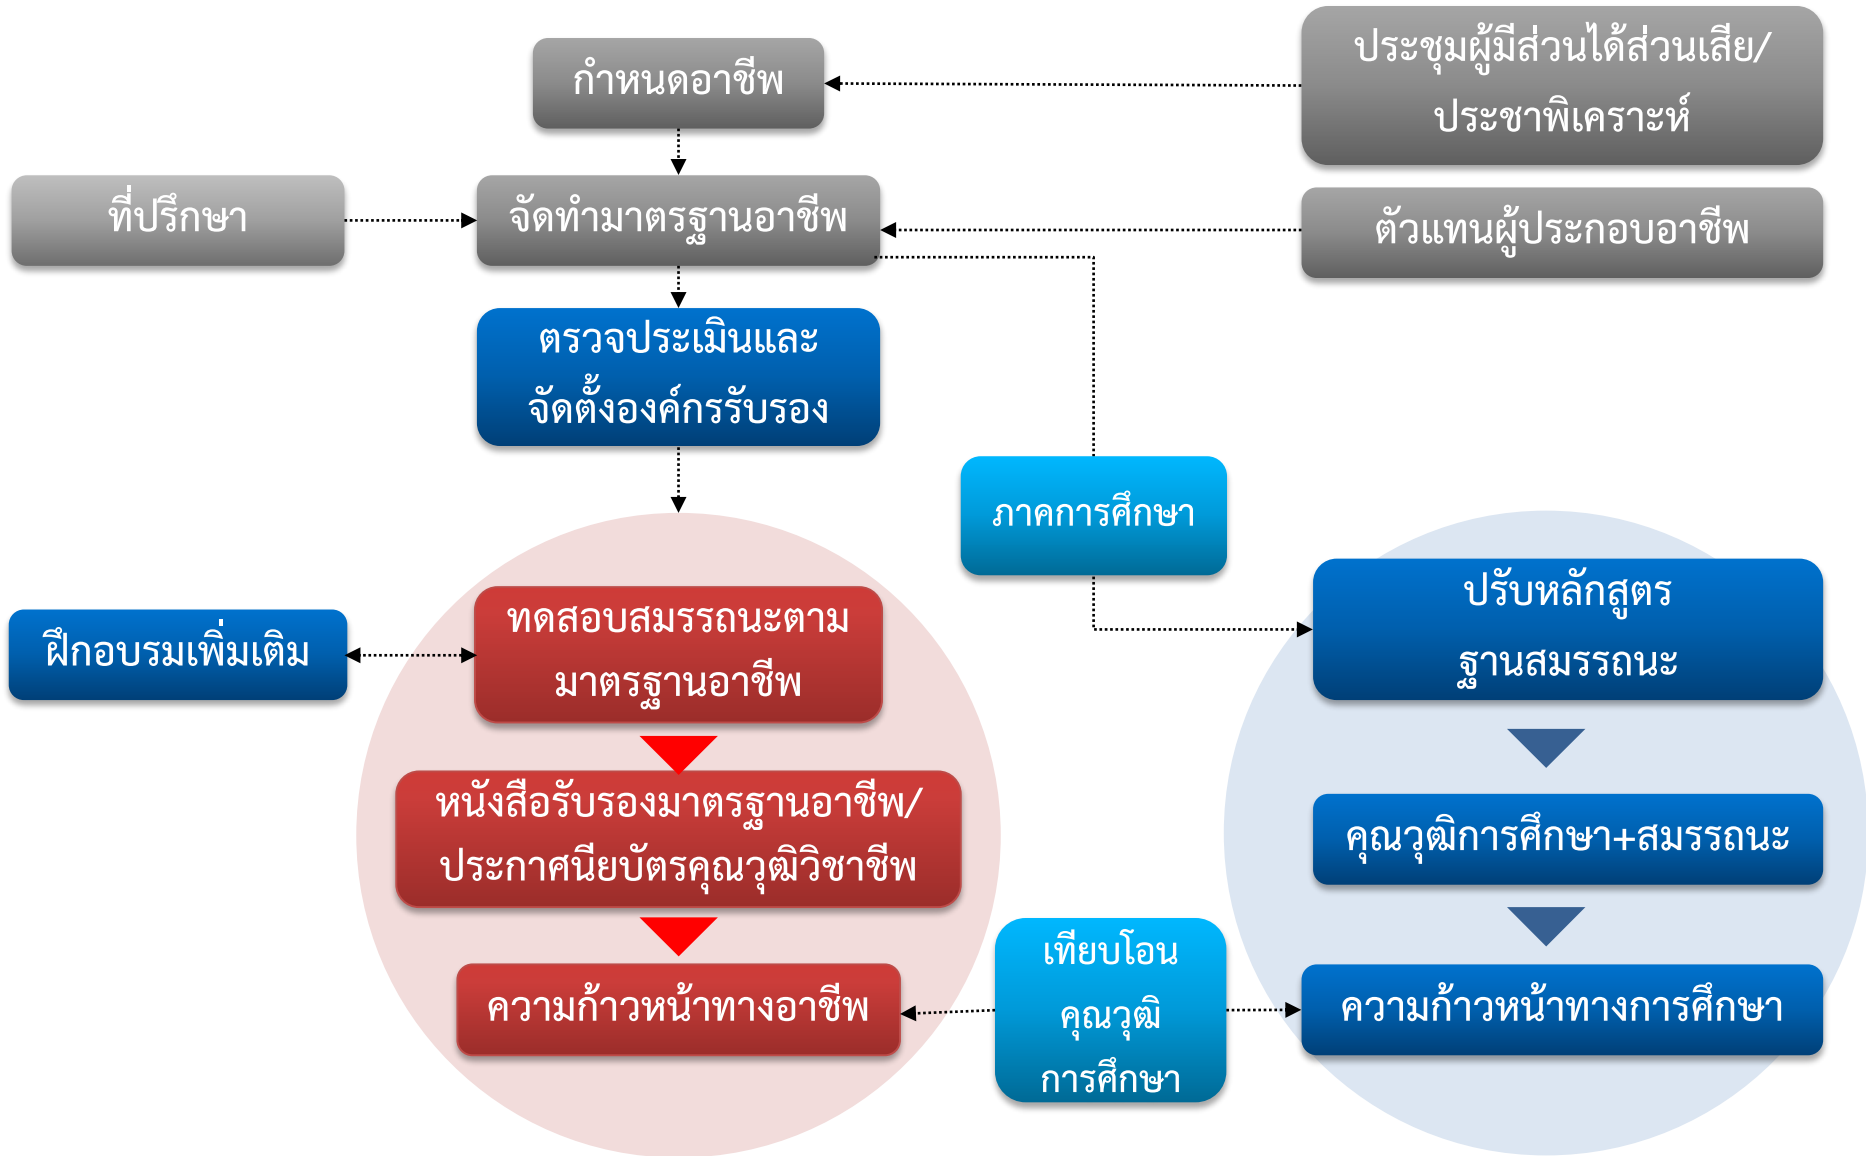 กำหนดอาชีพ
ประชุมผู้มีส่วนได้ส่วนเสีย/
ประชาพิเคราะห์
ที่ปรึกษา
จัดทำมาตรฐานอาชีพ
ตัวแทนผู้ประกอบอาชีพ
ตรวจประเมินและ
จัดตั้งองค์กรรับรอง
ภาคการศึกษา
ฝึกอบรมเพิ่มเติม
ทดสอบสมรรถนะตาม
มาตรฐานอาชีพ
ปรับหลักสูตร
ฐานสมรรถนะ
หนังสือรับรองมาตรฐานอาชีพ/
ประกาศนียบัตรคุณวุฒิวิชาชีพ
คุณวุฒิการศึกษา+สมรรถนะ
ความก้าวหน้าทางอาชีพ
เทียบโอน
คุณวุฒิ
การศึกษา
ความก้าวหน้าทางการศึกษา